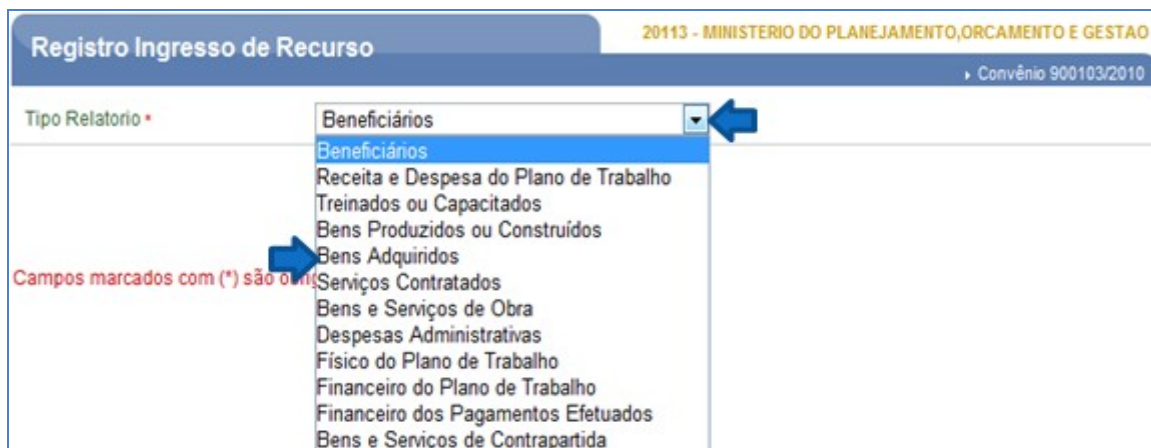 Registro Ingresso de Recurso
20113 - MINISTERIO DO PLANEJAMENTO,ORCAMENTO E GESTAO
Convênio 900103/2010
Tipo Relatorio *
Beneficiários
Beneficiários
Receita e Despesa do Plano de Trabalho
Treinados ou Capacitados
Bens Produzidos ou Construídos
Bens Adquiridos
Campos marcados com (*) são
Serviços Contratados
Bens e Serviços de Obra
Despesas Administrativas
Físico do Plano de Trabalho
Financeiro do Plano de Trabalho
Financeiro dos Pagamentos Efetuados
Bens e Serviços de Contrapartida